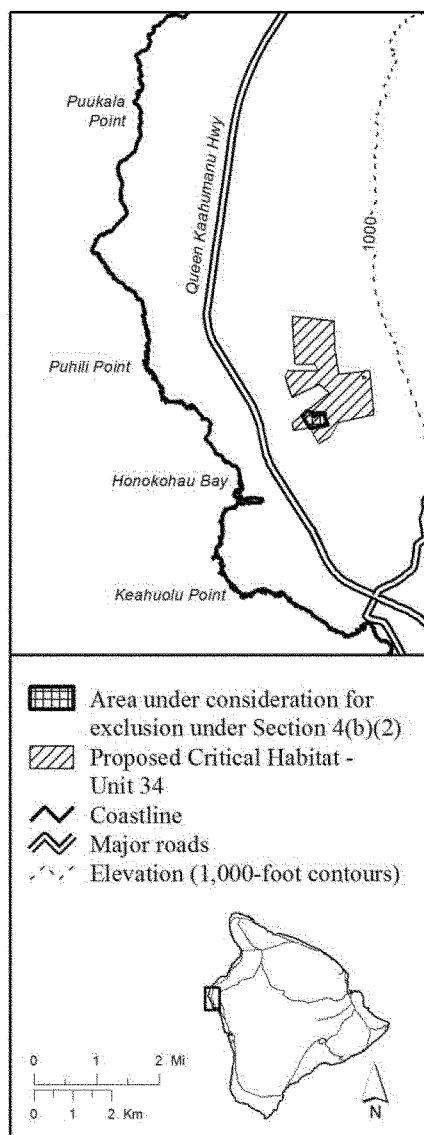 Puukala
Point
Queen Kaahumanu Hwy
1000
Puhili Point
Honokohau Bay
Keahuolu Point
Area under consideration for
exclusion under Section 4(b)(2)
Proposed Critical Habitat -
Unit 34
Coastline
Major roads
Elevation (1,000-foot contours)
0 1 2 Mi
0 1 2 Km
N